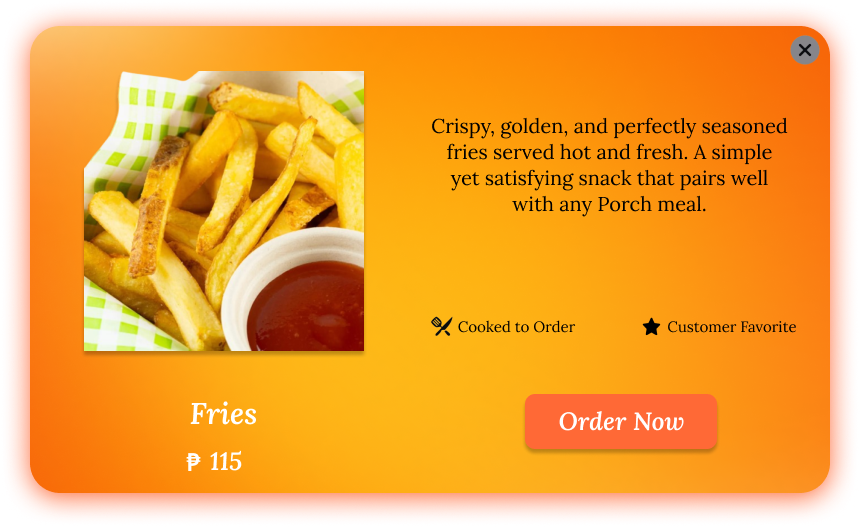 Crispy, golden, and perfectly seasoned
fries served hot and fresh. A simple
yet satisfying snack that pairs well
with any Porch meal.
Cooked to Order
Customer Favorite
Fries
₱ 115
Order Now